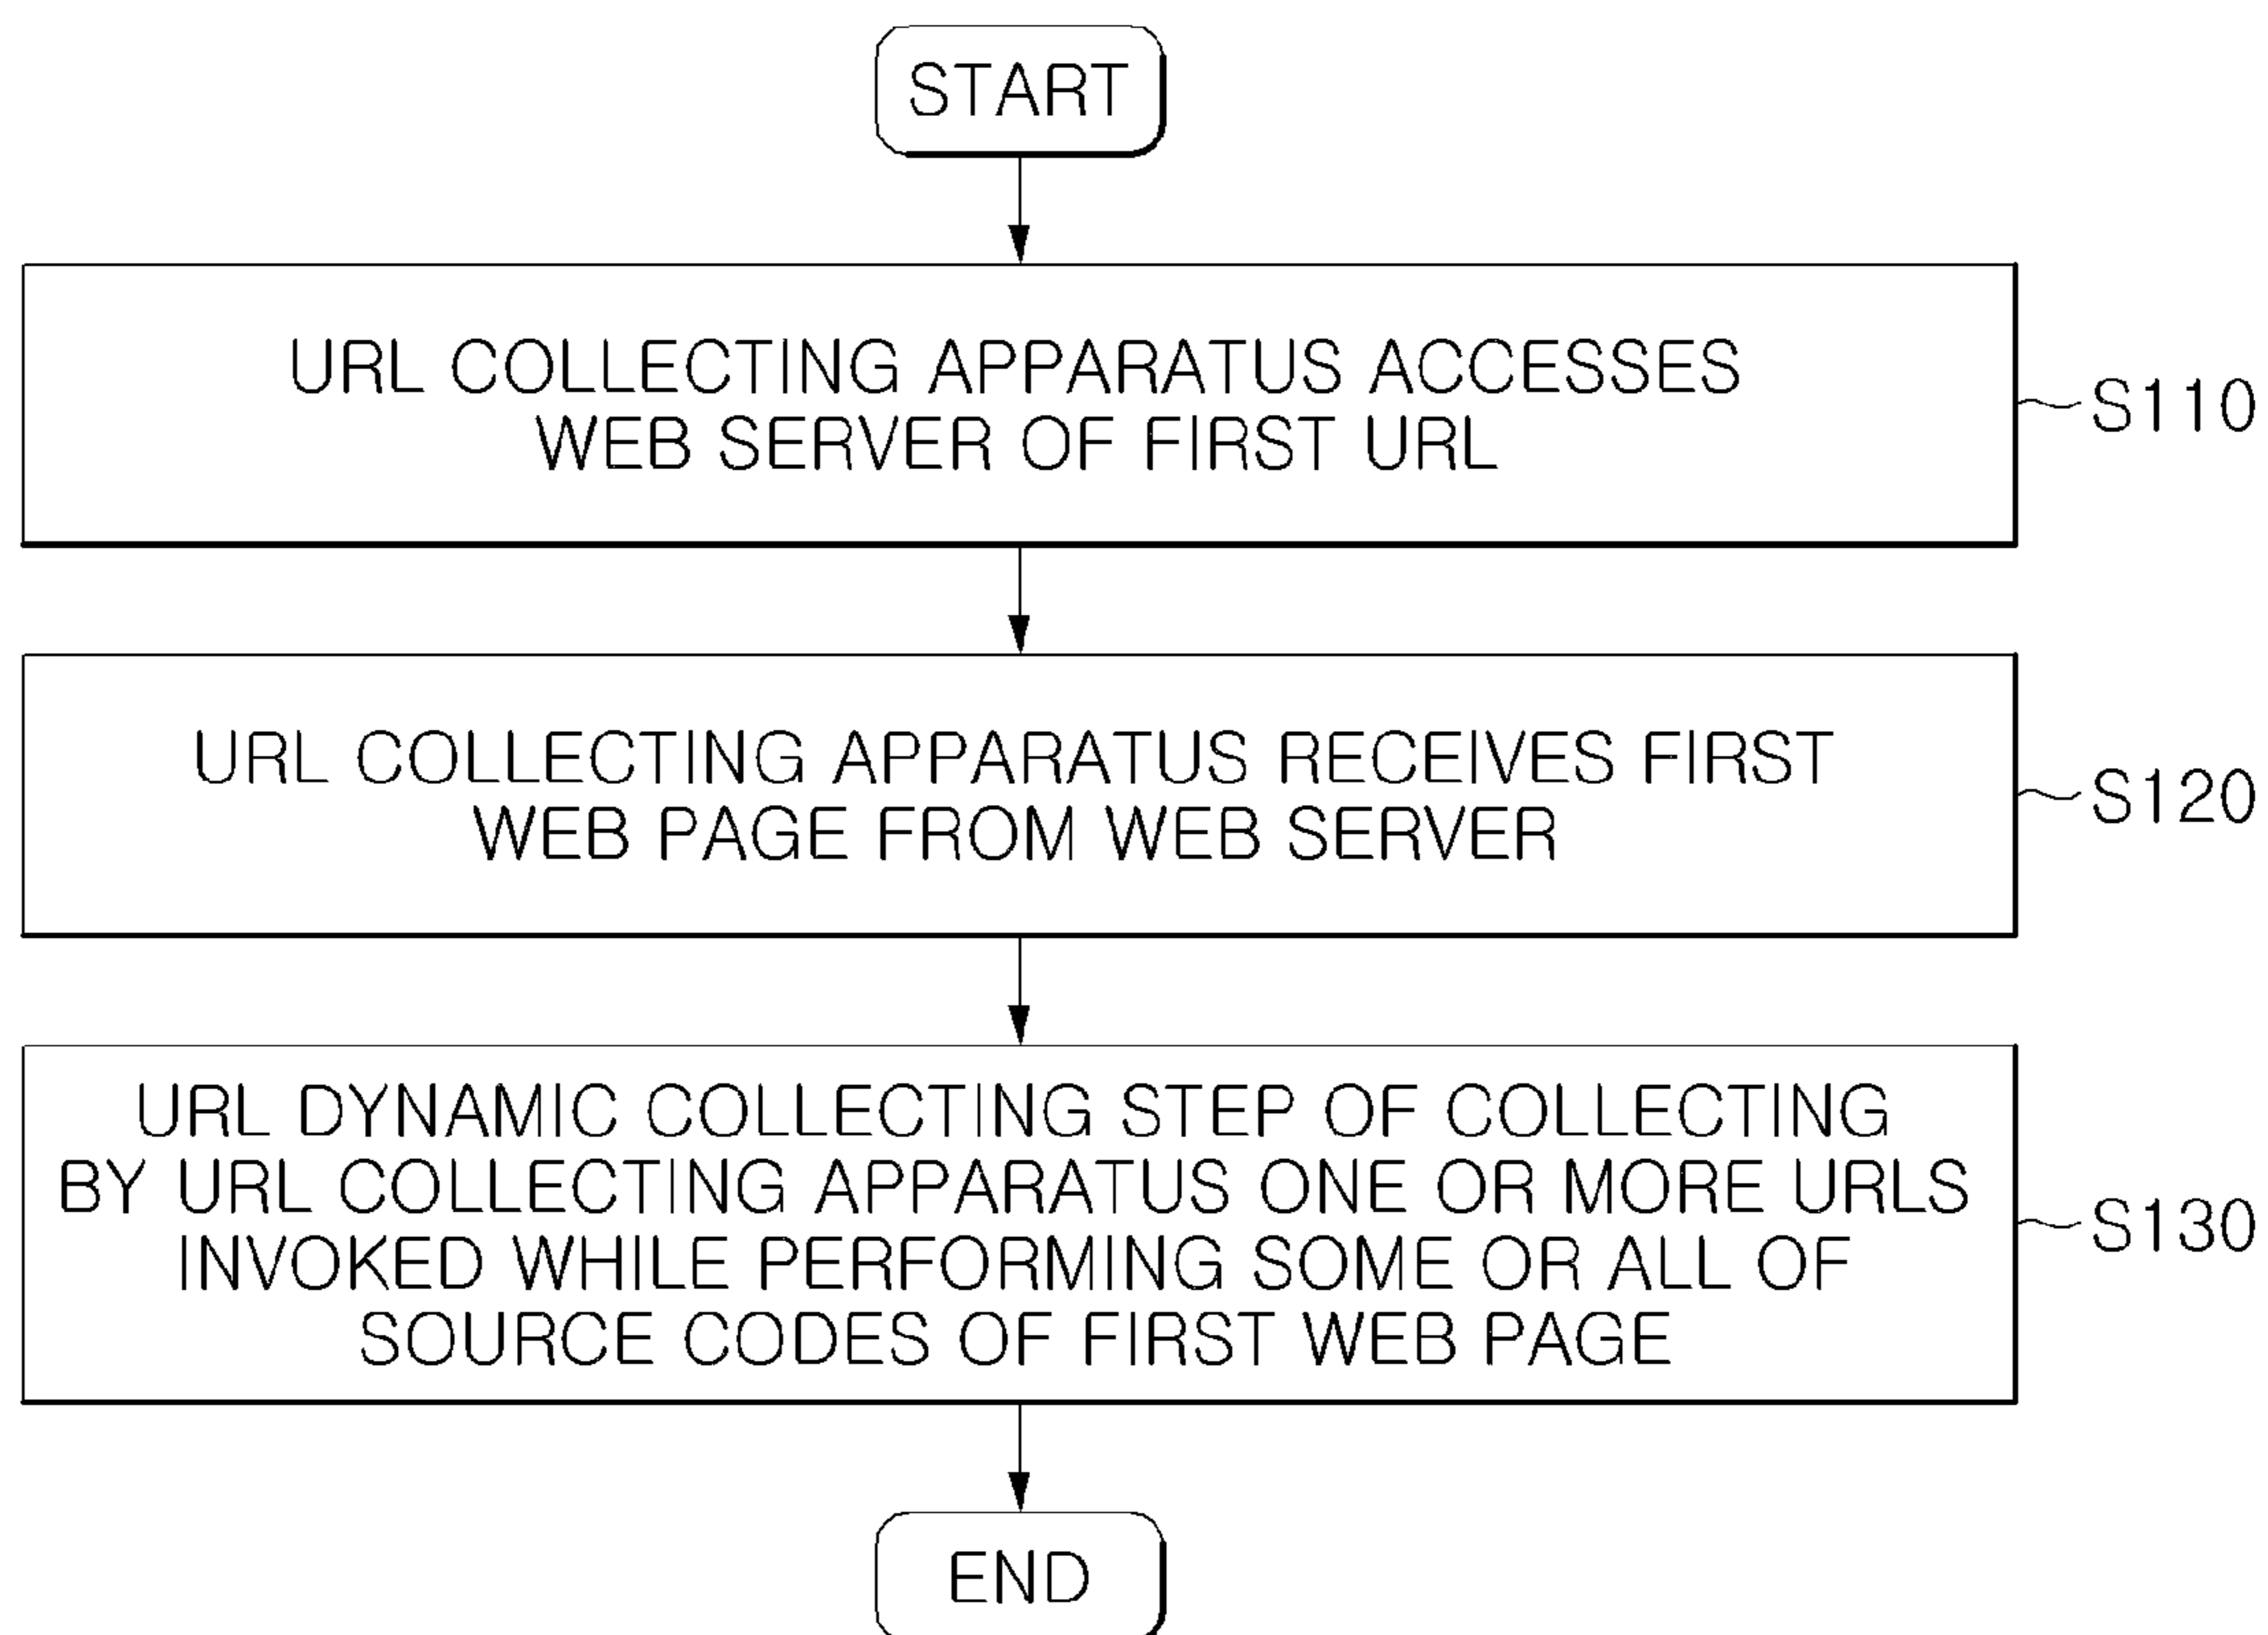 START
URL COLLECTING APPARATUS ACCESSES
WEB SERVER OF FIRST URL
S110
URL COLLECTING APPARATUS RECEIVES FIRST
WEB PAGE FROM WEB SERVER
S120
URL DYNAMIC COLLECTING STEP OF COLLECTING
BY URL COLLECTING APPARATUS ONE OR MORE URLS
INVOKED WHILE PERFORMING SOME OR ALL OF
SOURCE CODES OF FIRST WEB PAGE
S130
END